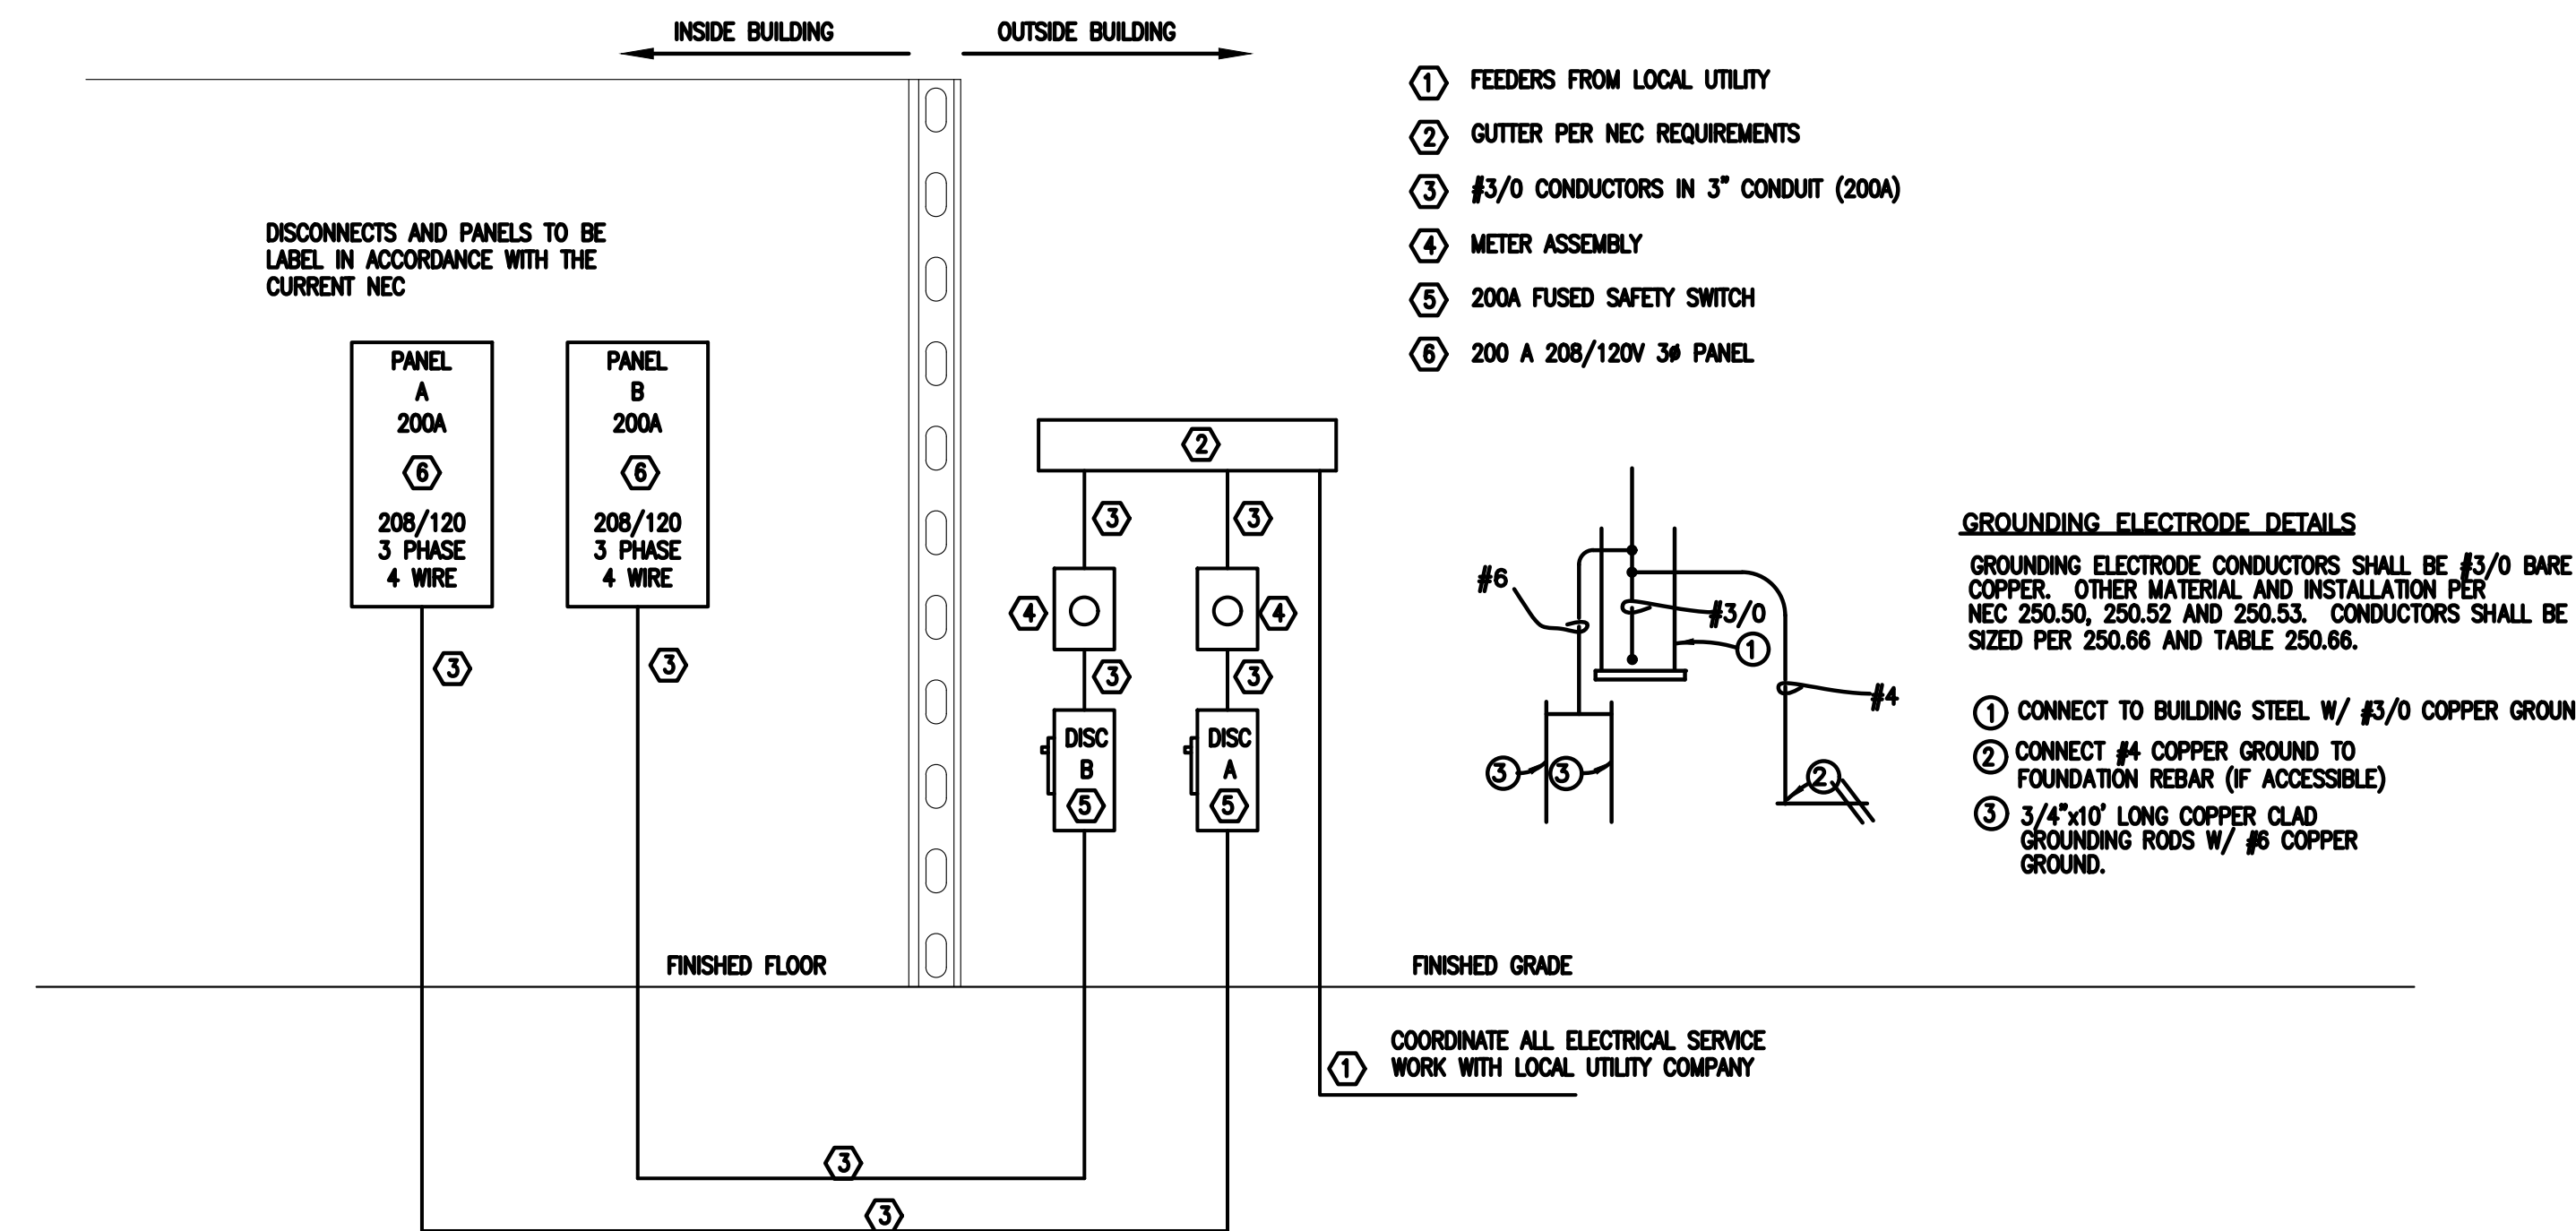 INSIDE BUILDING
OUTSIDE BUILDING
1 FEEDERS FROM LOCAL UTILITY
2 GUTTER PER NEC REQUIREMENTS
3 #3/0 CONDUCTORS IN 3" CONDUIT (200A)
4 METER ASSEMBLY
5 200A FUSED SAFETY SWITCH
6 200 A 208/120V 3ø PANEL
DISCONNECTS AND PANELS TO BE
LABEL IN ACCORDANCE WITH THE
CURRENT NEC
PANEL
A
200A
6
208/120
3 PHASE
4 WIRE
3
PANEL
B
200A
6
208/120
3 PHASE
4 WIRE
3
2
3
3
4
4
3
3
DISC
B
5
DISC
A
5
#6
#3/0
1
#4
3
3
2
GROUNDING ELECTRODE DETAILS
GROUNDING ELECTRODE CONDUCTORS SHALL BE #3/0 BARE
COPPER. OTHER MATERIAL AND INSTALLATION PER
NEC 250.50, 250.52 AND 250.53. CONDUCTORS SHALL BE
SIZED PER 250.66 AND TABLE 250.66.
1 CONNECT TO BUILDING STEEL W/ #3/0 COPPER GROUN
2 CONNECT #4 COPPER GROUND TO
FOUNDATION REBAR (IF ACCESSIBLE)
3 3/4"x10' LONG COPPER CLAD
GROUNDING RODS W/ #6 COPPER
GROUND.
FINISHED FLOOR
FINISHED GRADE
1
COORDINATE ALL ELECTRICAL SERVICE
WORK WITH LOCAL UTILITY COMPANY
3
3